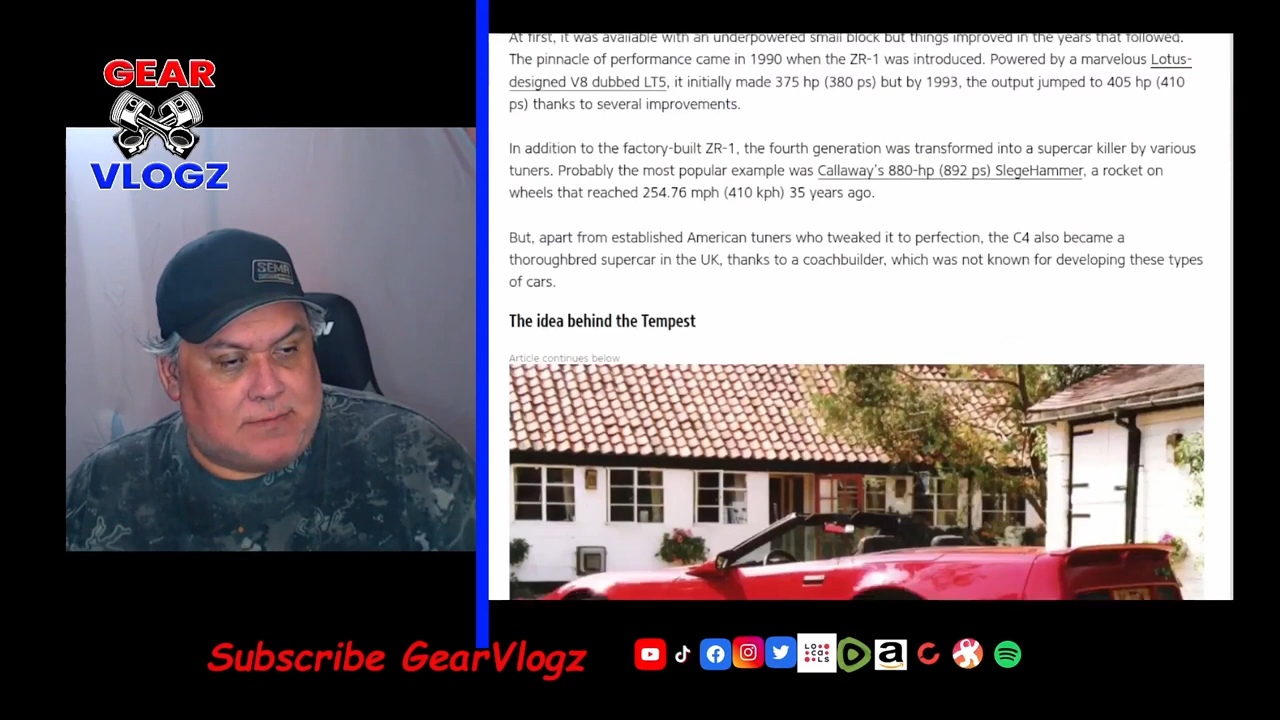 GEAR
VLOGZ
SEMA
At first, it was available with an underpowered small block but things improved in the years that followed.
The pinnacle of performance came in 1990 when the ZR-1 was introduced. Powered by a marvelous Lotus-
designed V8 dubbed LT5, it initially made 375 hp (380 ps) but by 1993, the output jumped to 405 hp (410
ps) thanks to several improvements.
In addition to the factory-built ZR-1, the fourth generation was transformed into a supercar killer by various
tuners. Probably the most popular example was Callaway's 880-hp (892 ps) SlegeHammer, a rocket on
wheels that reached 254.76 mph (410 kph) 35 years ago.
But, apart from established American tuners who tweaked it to perfection, the C4 also became a
thoroughbred supercar in the UK, thanks to a coachbuilder, which was not known for developing these types
of cars.
The idea behind the Tempest
Article continues below
Subscribe GearVlogz
LOCALS
a